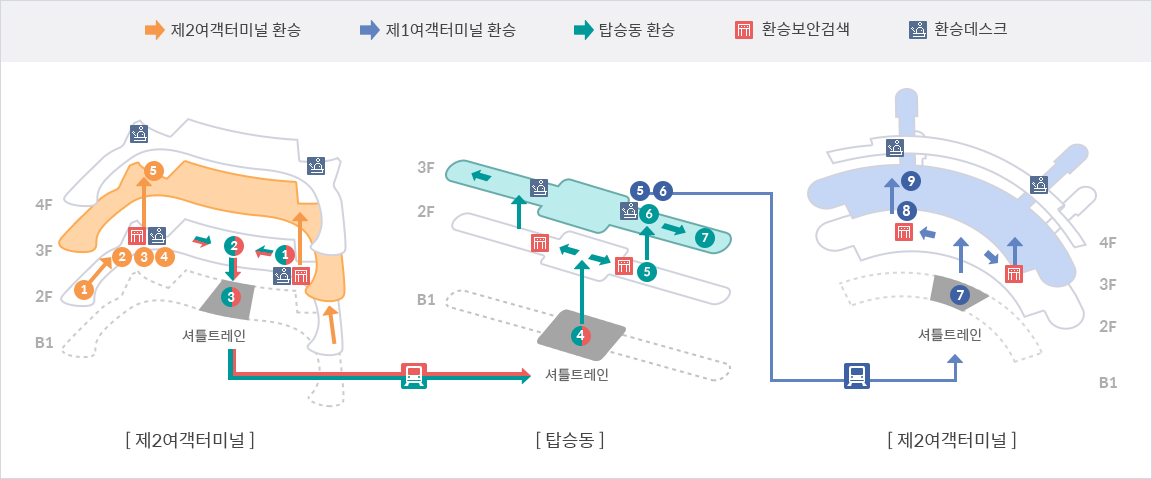 제2여객터미널 환승
제1여객터미널 환승
탑승동 환승
환승보안검색
환승데스크
4F
3F
2F
B1
5
2
3
4
1
2
1
3
셔틀트레인
[ 제2여객터미널 ]
3F
2F
B1
5
6
6
7
5
4
셔틀트레인
[ 탑승동 ]
9
8
7
셔틀트레인
4F
3F
2F
B1
[ 제2여객터미널 ]